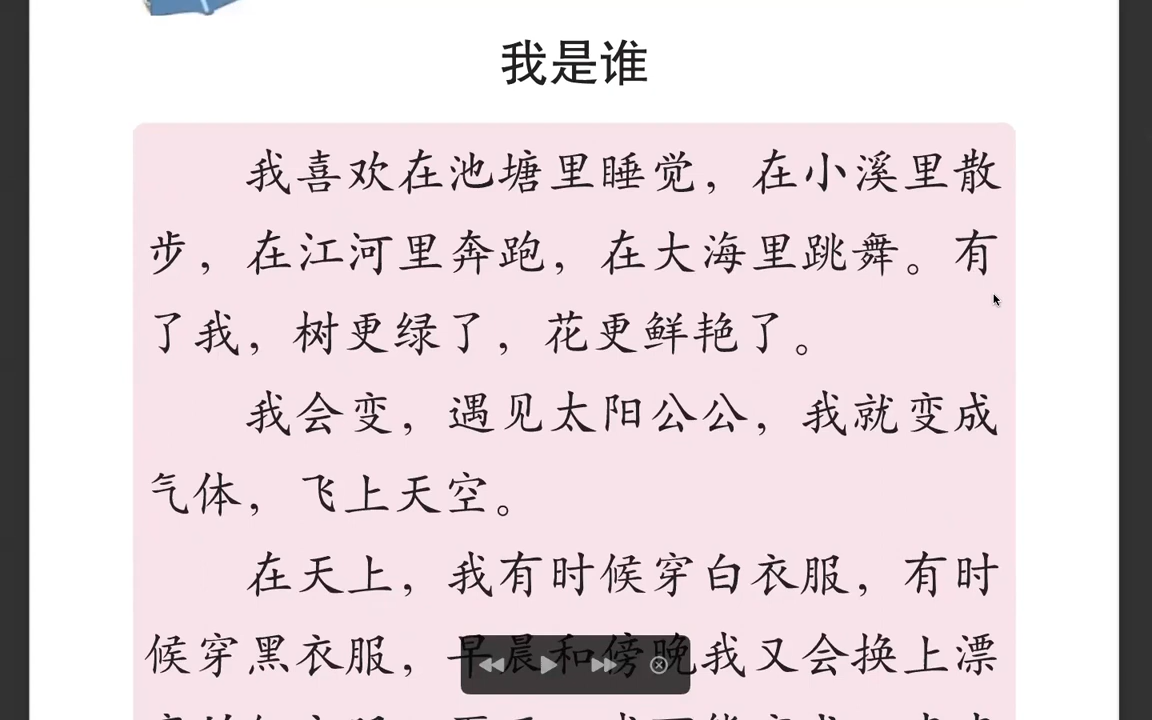 我是谁
我喜欢在池塘里睡觉，在小溪里散
步，在江河里奔跑，在大海里跳舞。有
了我，树更绿了，花更鲜艳了。
我会变，遇见太阳公公，我就变成
气体，飞上天空。
在天上，我有时候穿白衣服，有时
候穿黑衣服，早晨和傍晚我又会换上漂